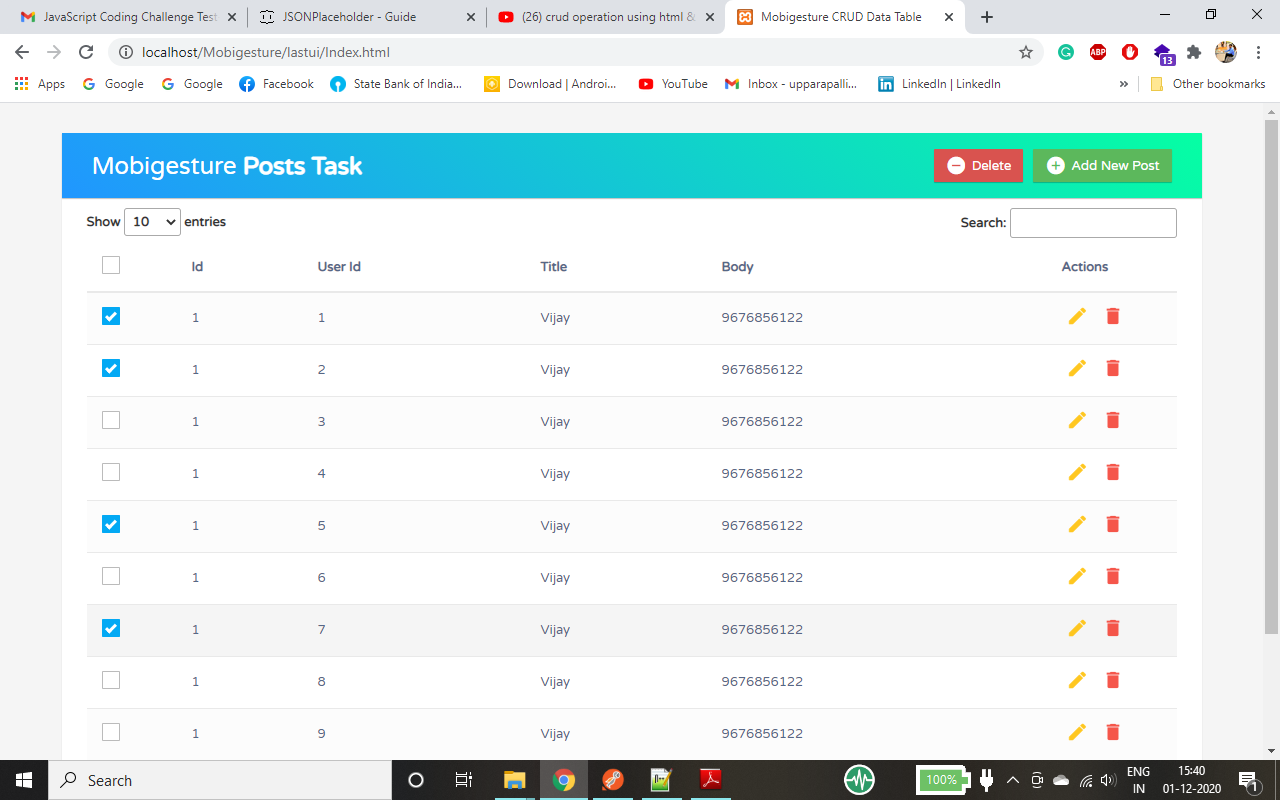 JavaScript Coding Challenge Test
JSONPlaceholder - Guide
(26) crud operation using html &
Mobigesture CRUD Data Table
localhost/Mobigesture/lastui/Index.html
ABP
13
Apps
Google
Google
Facebook
State Bank of India...
Download | Androi...
YouTube
Inbox - upparapalli...
LinkedIn | LinkedIn
»
Other bookmarks
Mobigesture Posts Task
Delete
Add New Post
Show 10 entries
Search:
Id User Id Title Body Actions
1 1 Vijay 9676856122
1 2 Vijay 9676856122
1 3 Vijay 9676856122
1 4 Vijay 9676856122
1 5 Vijay 9676856122
1 6 Vijay 9676856122
1 7 Vijay 9676856122
1 8 Vijay 9676856122
1 9 Vijay 9676856122
Search
100%
ENG
IN
15:40
01-12-2020
1